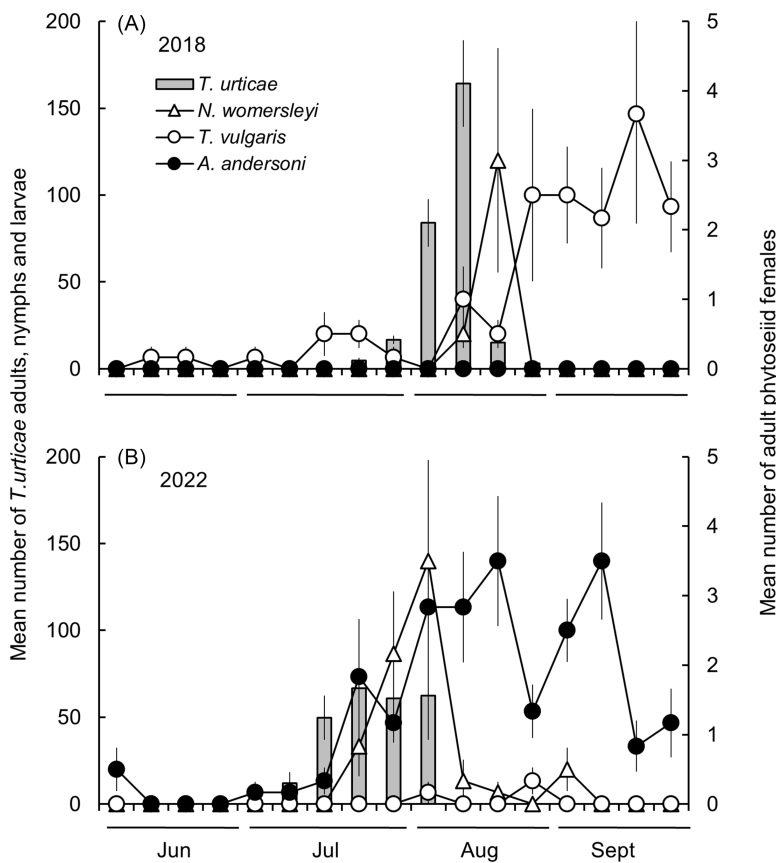 Mean number of T.urticae adults, nymphs and larvae
Mean number of adult phytoseiid females
(A)
2018
T. urticae
N. womersleyi
T. vulgaris
A. andersoni
200
150
100
50
0
5
4
3
2
1
0
(B)
2022
200
150
100
50
0
5
4
3
2
1
0
Jun Jul Aug Sept